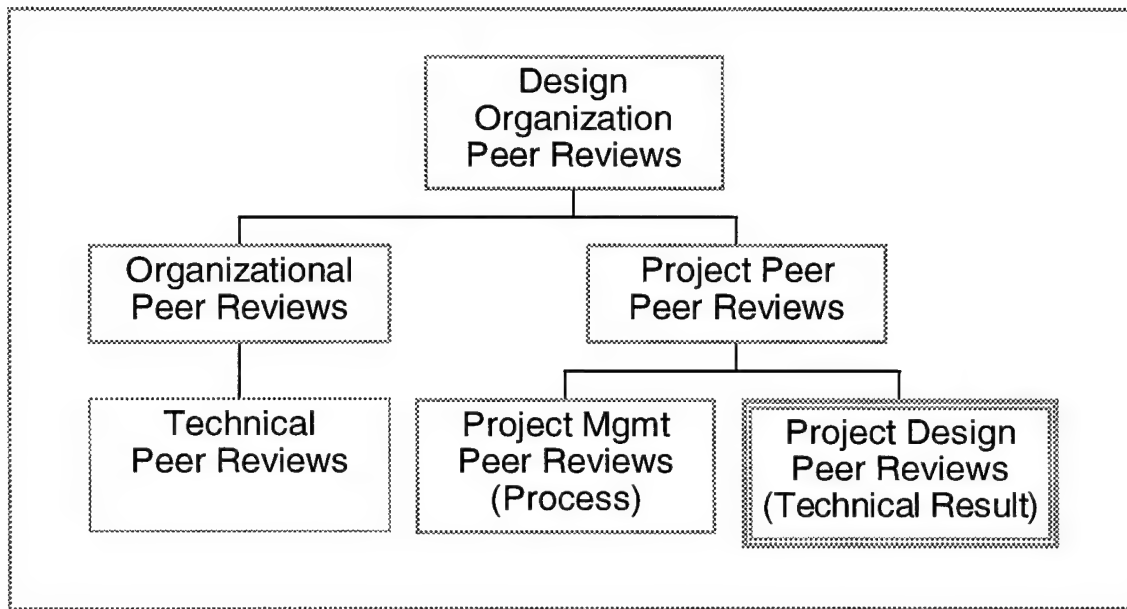 Design
Organization
Peer Reviews
Organizational
Peer Reviews
Project Peer
Peer Reviews
Technical
Peer Reviews
Project Mgmt
Peer Reviews
(Process)
Project Design
Peer Reviews
(Technical Result)